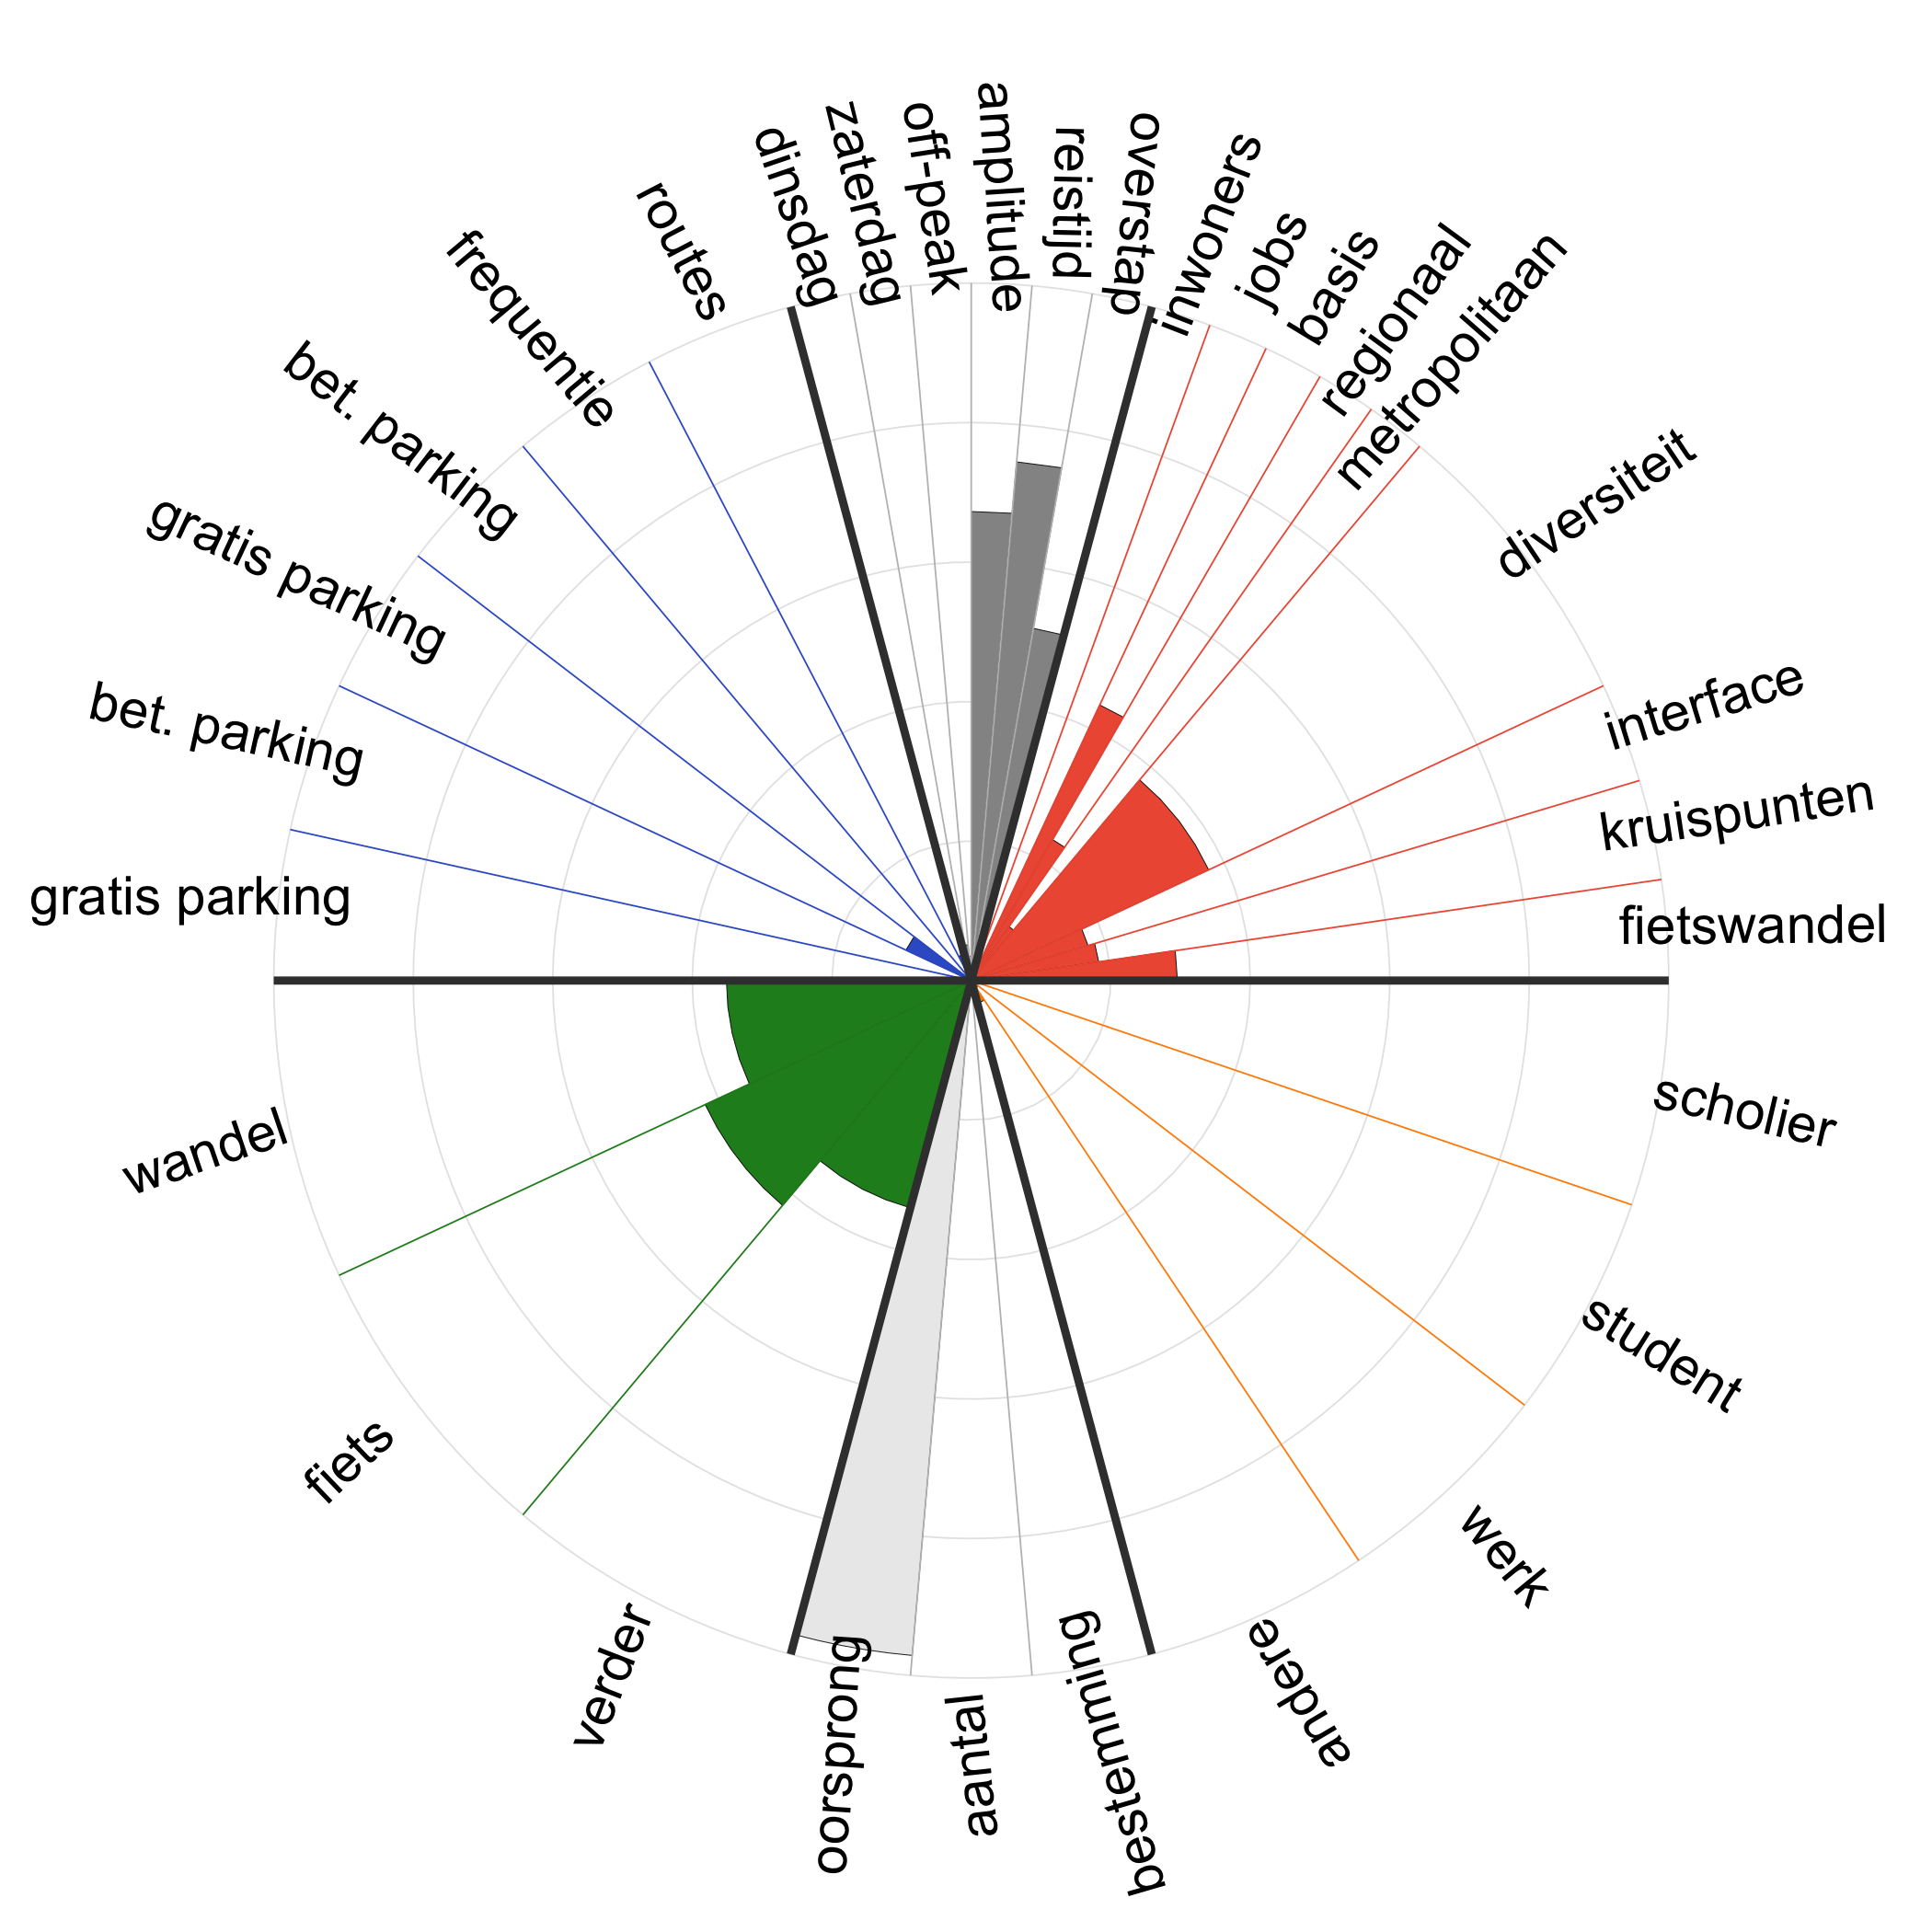 dinsdag
zaterdag
off-peak
amplitude
reistijd
overstap
inwoners
jobs
basis
regionaal
metropolitaan
diversiteit
interface
kruispunten
fietswandel
scholier
student
werk
andere
bestemming
aantal
oorsprong
verder
fiets
wandel
gratis parking
bet. parking
gratis parking
bet. parking
frequentie
routes